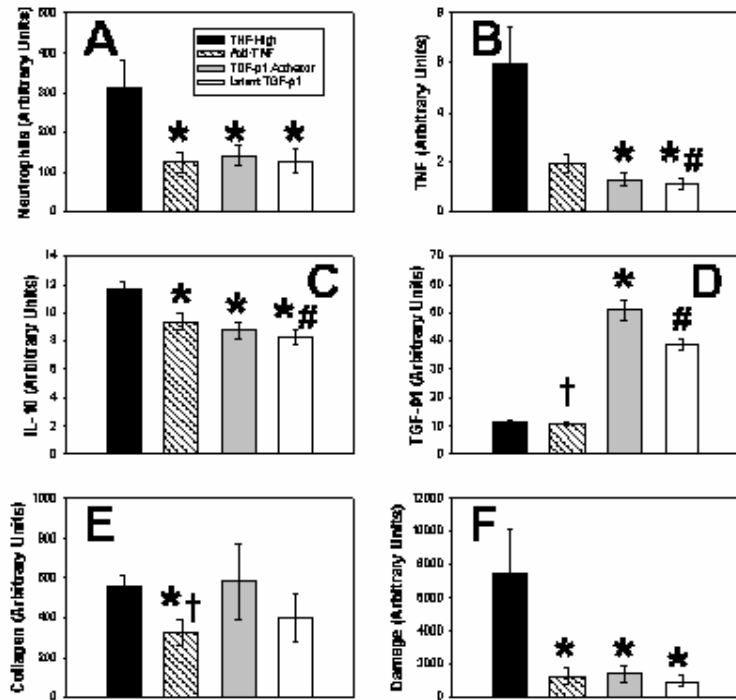 A
Neutrophils (Arbitrary Units)
500
400
300
200
100
0
TNF-High
Anti-TNF
TGF-β1 Activator
Latent TGF-β1
* * *
B
TNF (Arbitrary Units)
8
6
4
2
0
* *#
C
IL-10 (Arbitrary Units)
14
12
10
8
6
4
2
0
* * *#
D
TGF-β1 (Arbitrary Units)
70
60
50
40
30
20
10
0
† * #
E
Collagen (Arbitrary Units)
1000
800
600
400
200
0
*†
F
Damage (Arbitrary Units)
12000
10000
8000
6000
4000
2000
0
* * *